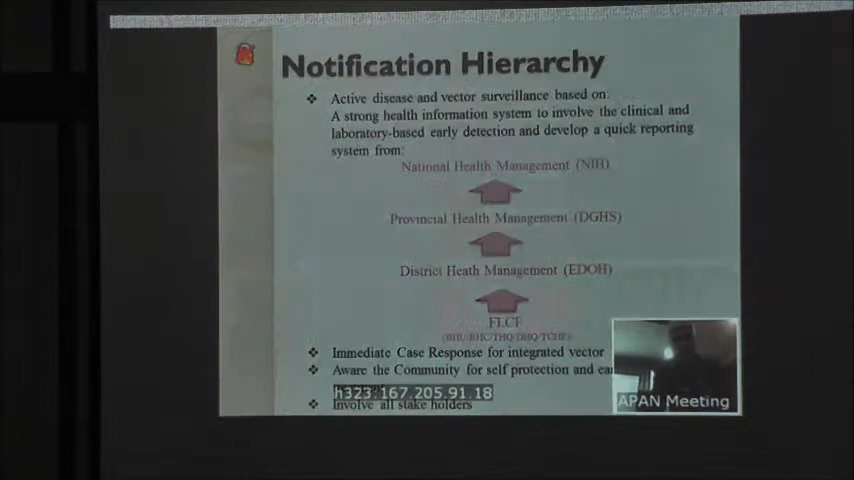 Notification Hierarchy
❖ Active disease and vector surveillance based on:
A strong health information system to involve the clinical and
laboratory-based early detection and develop a quick reporting
system from:
National Health Management (NIH)
Provincial Health Management (DGHS)
District Heath Management (EDOH)
FLCF
❖ Immediate Case Response for integrated vector
❖ Aware the Community for self protection and
h323:167.205.91.18
❖ Involve all stake holders
APAN Meeting